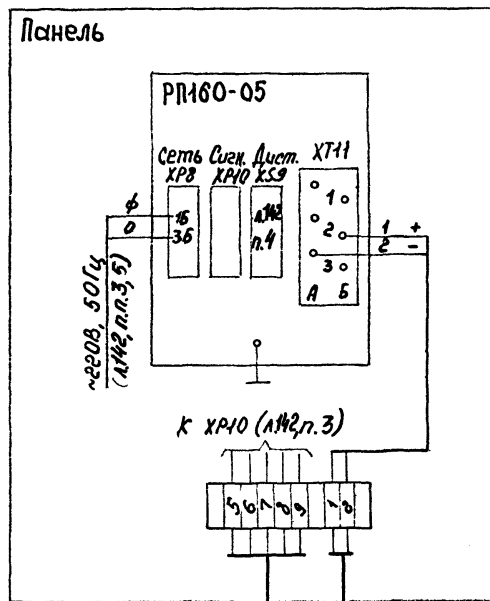 Панель
РП160-05
Сеть Сигн. Дист. ХТ11
ХР8 ХР10 XS9
ф 1Б
0 3Б
л.142
п.4
1
2
3
А Б
1 +
2 -
~220В, 50Гц
(л.142, п.п.3,5)
К ХР10 (л.142, п.3)
5 6 7 8 9 1 2